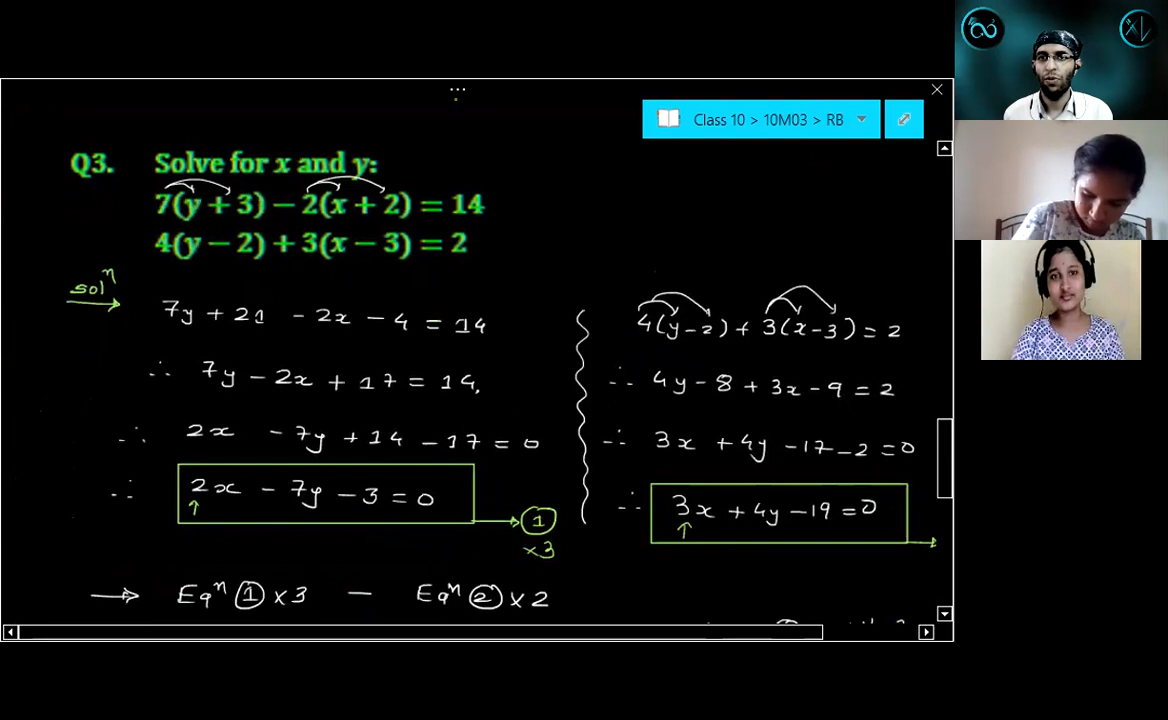 Class 10 > 10M03 > RB
Q3. Solve for x and y:
7(y + 3) − 2(x + 2) = 14
4(y − 2) + 3(x − 3) = 2
solⁿ
7y + 21 - 2x - 4 = 14
∴ 7y - 2x + 17 = 14,
∴ 2x - 7y + 14 - 17 = 0
∴ 2x - 7y - 3 = 0
1
×3
4(y-2) + 3(x-3) = 2
∴ 4y - 8 + 3x - 9 = 2
∴ 3x + 4y - 17 - 2 = 0
∴ 3x + 4y - 19 = 0
→ Eqⁿ 1 ×3 — Eqⁿ 2 ×2